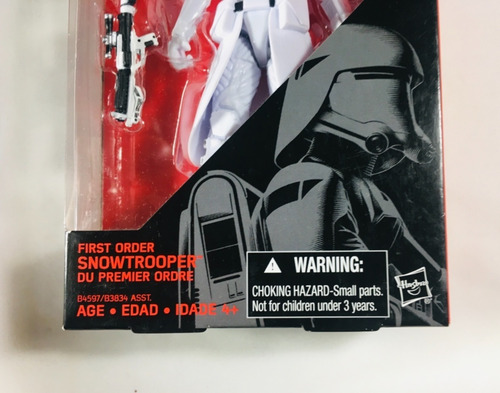 FIRST ORDER
SNOWTROOPER™
DU PREMIER ORDRE
B4597/B3834 ASST.
AGE • EDAD • IDADE 4+
⚠ WARNING:
CHOKING HAZARD-Small parts.
Not for children under 3 years.
Hasbro